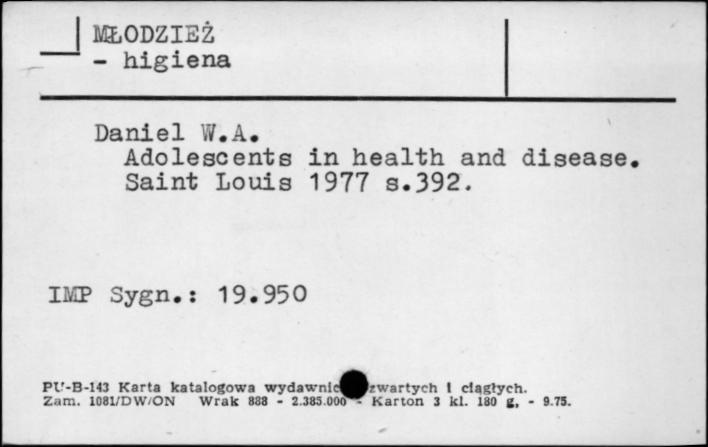 MŁODZIEŻ
- higiena
Daniel W.A.
Adolescents in health and disease.
Saint Louis 1977 s.392.
IMP Sygn.: 19.950
PU-B-143 Karta katalogowa wydawnic zwartych i ciągłych.
Zam. 1081/DW/ON Wrak 888 - 2.385.000 - Karton 3 kl. 180 g. - 9.75.